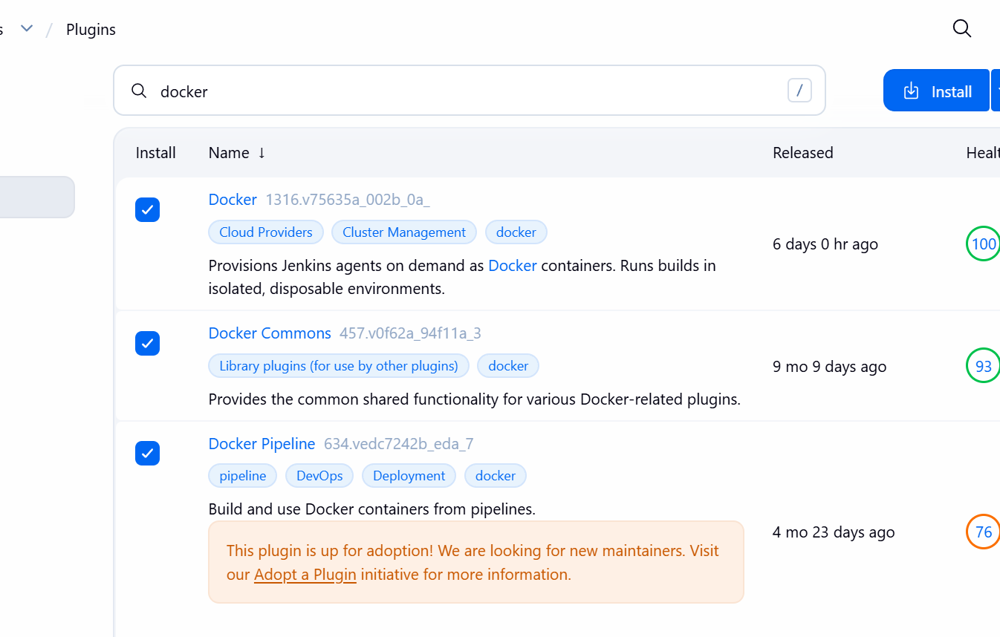 s / Plugins
docker /
Install
Install Name ↓ Released Healt
Docker 1316.v75635a_002b_0a_
Cloud Providers Cluster Management docker
6 days 0 hr ago 100
Provisions Jenkins agents on demand as Docker containers. Runs builds in
isolated, disposable environments.
Docker Commons 457.v0f62a_94f11a_3
Library plugins (for use by other plugins) docker
9 mo 9 days ago 93
Provides the common shared functionality for various Docker-related plugins.
Docker Pipeline 634.vedc7242b_eda_7
pipeline DevOps Deployment docker
Build and use Docker containers from pipelines.
4 mo 23 days ago 76
This plugin is up for adoption! We are looking for new maintainers. Visit
our Adopt a Plugin initiative for more information.